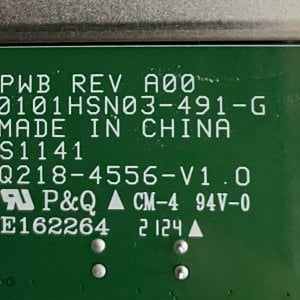 PWB REV A00
0101HSN03-491-G
MADE IN CHINA
S1141
Q218-4556-V1.0
P&Q ▲ CM-4 94V-0
E162264 2124▲